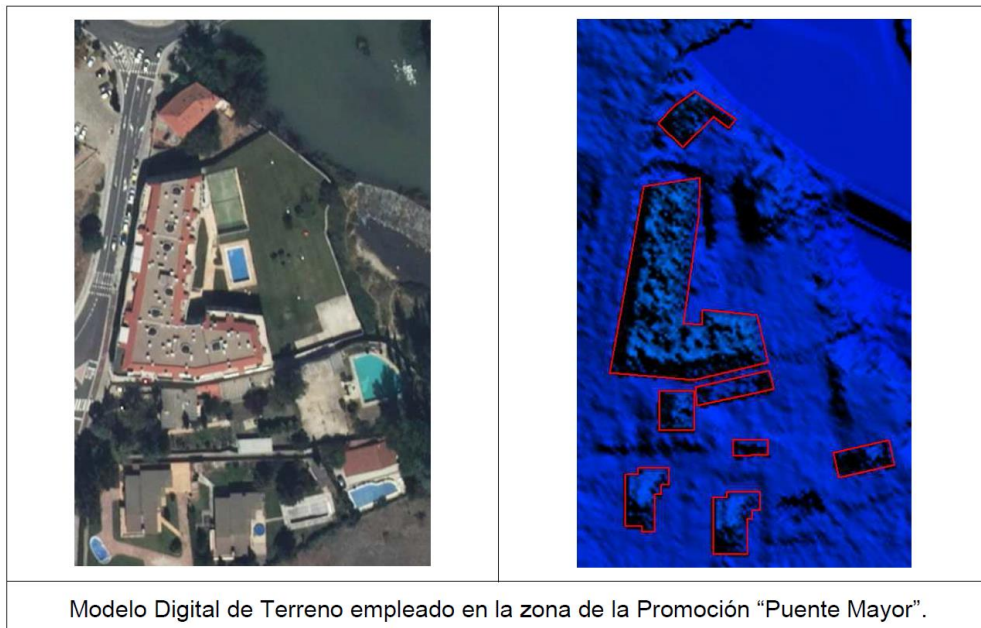 Modelo Digital de Terreno empleado en la zona de la Promoción “Puente Mayor”.